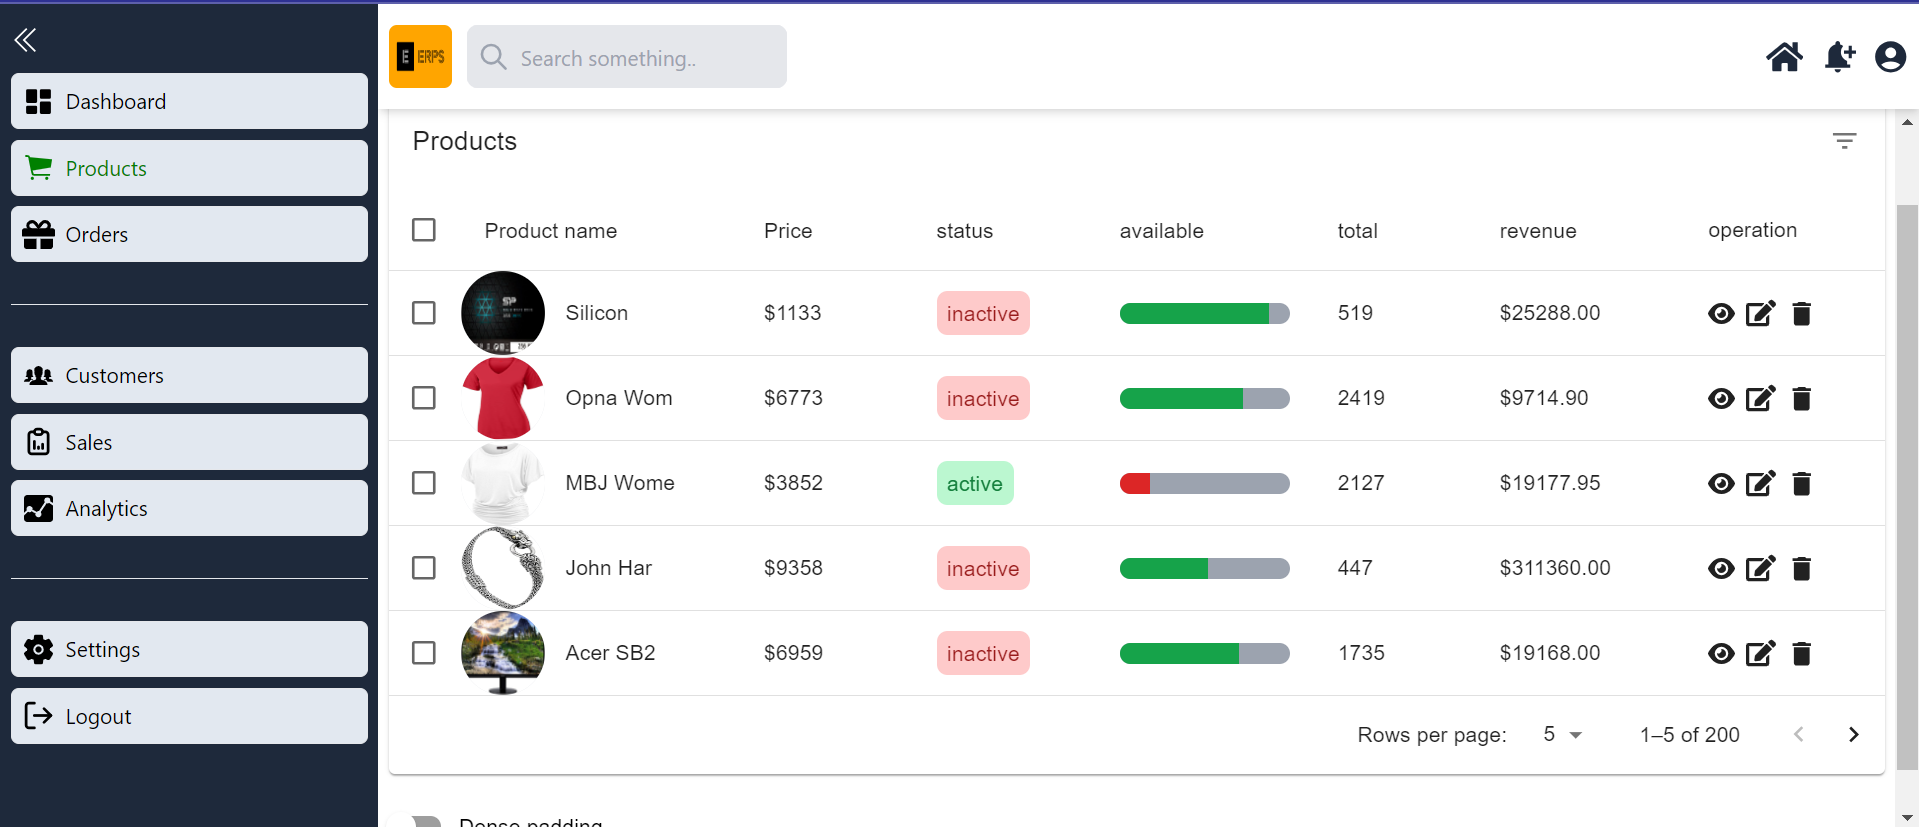 E ERPS
Search something..
Dashboard
Products
Orders
Customers
Sales
Analytics
Settings
Logout
Products
Product name Price status available total revenue operation
Silicon $1133 inactive 519 $25288.00
Opna Wom $6773 inactive 2419 $9714.90
MBJ Wome $3852 active 2127 $19177.95
John Har $9358 inactive 447 $311360.00
Acer SB2 $6959 inactive 1735 $19168.00
Rows per page: 5 1–5 of 200
Dense padding